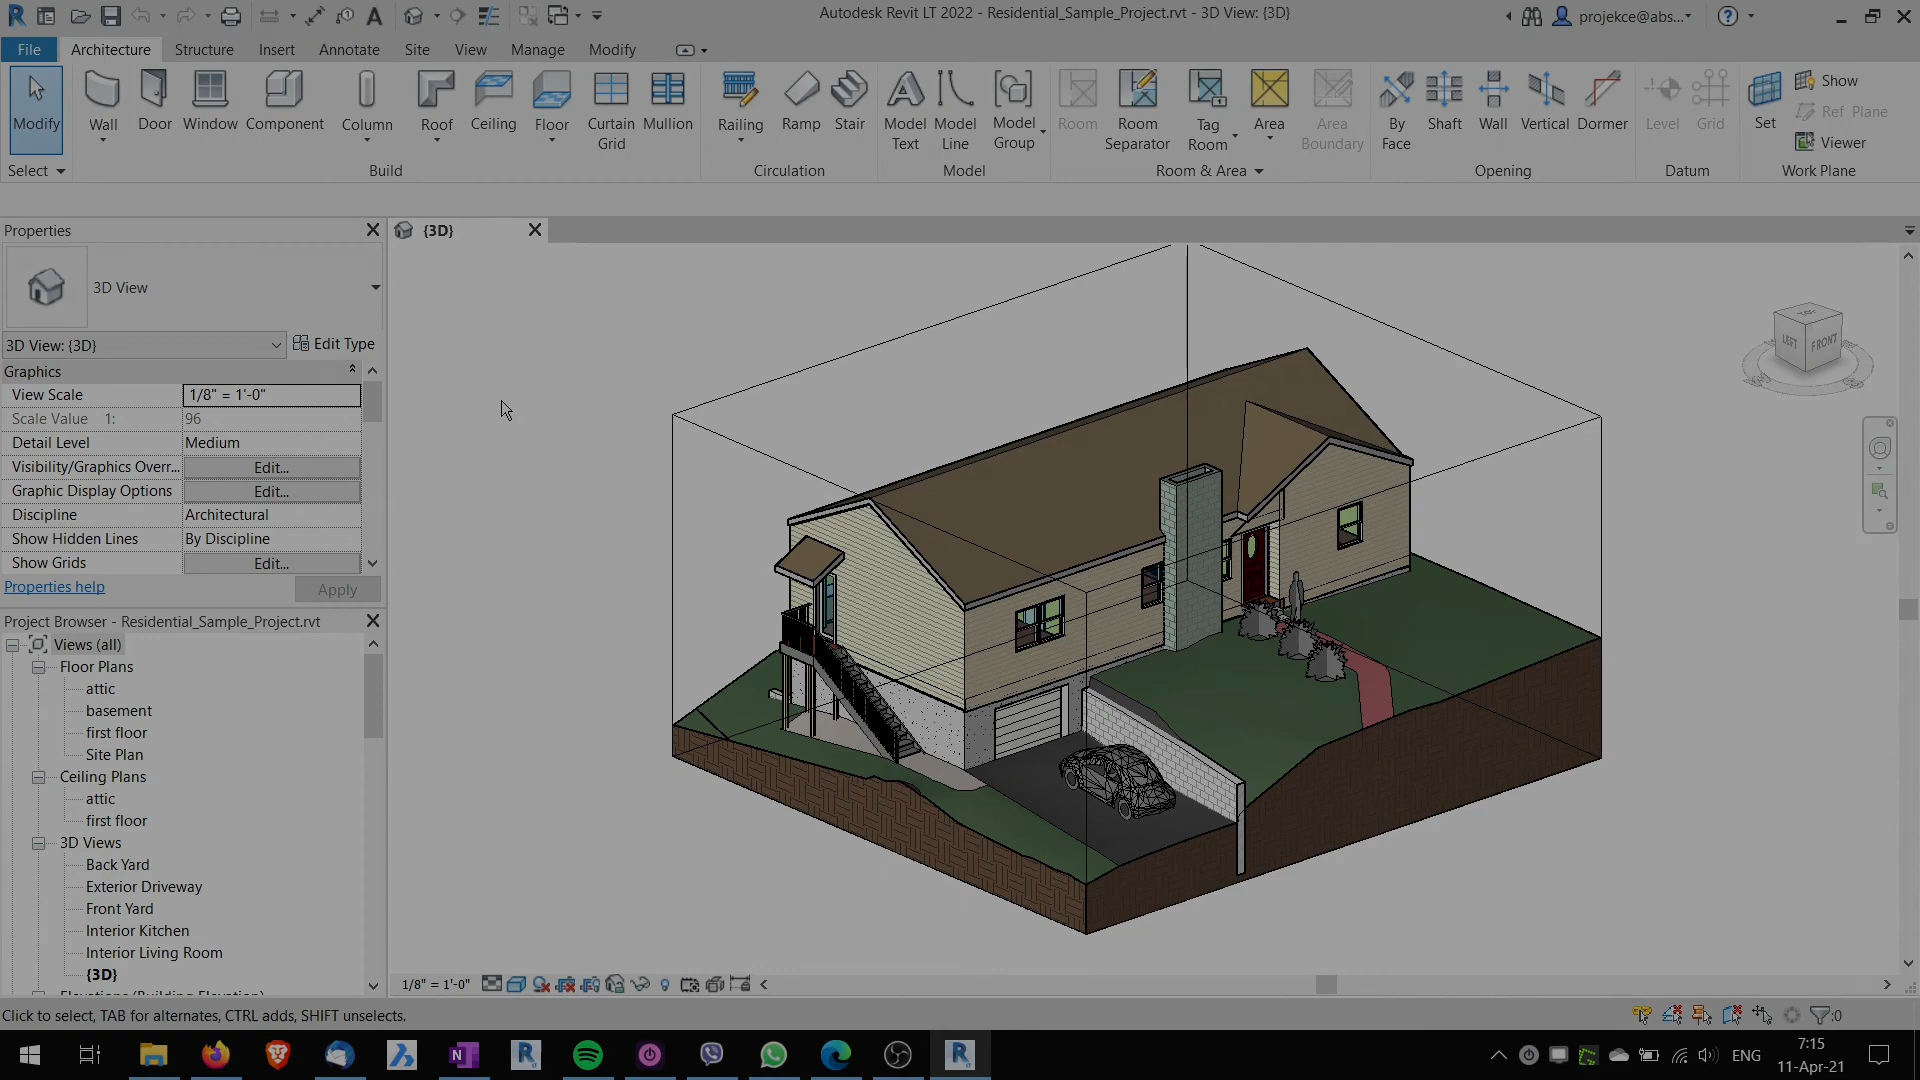 Autodesk Revit LT 2022 - Residential_Sample_Project.rvt - 3D View: {3D}
projekce@abs...
File
Architecture
Structure
Insert
Annotate
Site
View
Manage
Modify
Modify
Wall
Door
Window
Component
Column
Roof
Ceiling
Floor
Curtain
Grid
Mullion
Railing
Ramp
Stair
Model
Text
Model
Line
Model
Group
Room
Room
Separator
Tag
Room
Area
Area
Boundary
By
Face
Shaft
Wall
Vertical
Dormer
Level
Grid
Set
Show
Ref Plane
Viewer
Select
Build
Circulation
Model
Room & Area
Opening
Datum
Work Plane
Properties
3D View
3D View: {3D}
Edit Type
Graphics
View Scale 1/8" = 1'-0"
Scale Value 1: 96
Detail Level Medium
Visibility/Graphics Overr... Edit...
Graphic Display Options Edit...
Discipline Architectural
Show Hidden Lines By Discipline
Show Grids Edit...
Properties help
Apply
Project Browser - Residential_Sample_Project.rvt
Views (all)
Floor Plans
attic
basement
first floor
Site Plan
Ceiling Plans
attic
first floor
3D Views
Back Yard
Exterior Driveway
Front Yard
Interior Kitchen
Interior Living Room
{3D}
Elevations (Building Elevation)
{3D}
TOP
LEFT
FRONT
1/8" = 1'-0"
Click to select, TAB for alternates, CTRL adds, SHIFT unselects.
:0
ENG
7:15
11-Apr-21